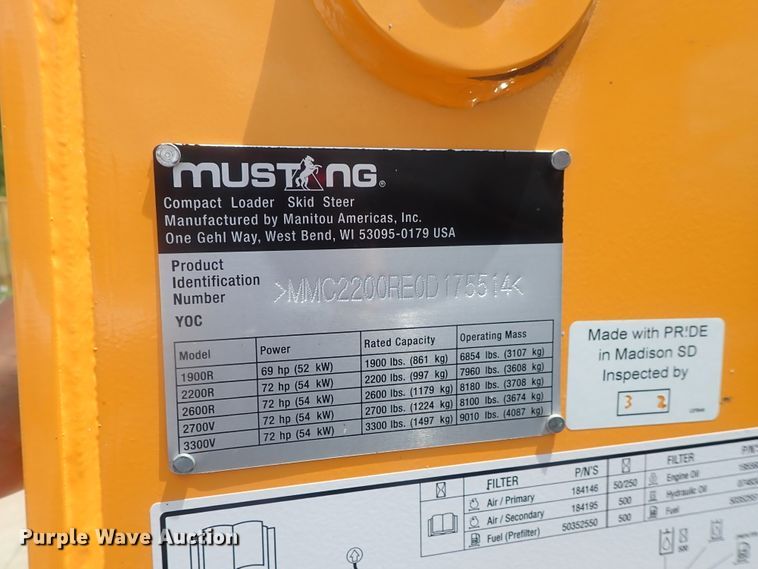 MUSTANG®
Compact Loader Skid Steer
Manufactured by Manitou Americas, Inc.
One Gehl Way, West Bend, WI 53095-0179 USA
Product
Identification
Number
>MMC2200RE0D175514<
YOC
Model Power Rated Capacity Operating Mass
1900R 69 hp (52 kW) 1900 lbs. (861 kg) 6854 lbs. (3107 kg)
2200R 72 hp (54 kW) 2200 lbs. (997 kg) 7960 lbs. (3608 kg)
2600R 72 hp (54 kW) 2600 lbs. (1179 kg) 8180 lbs. (3708 kg)
2700V 72 hp (54 kW) 2700 lbs. (1224 kg) 8100 lbs. (3674 kg)
3300V 72 hp (54 kW) 3300 lbs. (1497 kg) 9010 lbs. (4087 kg)
Made with PR!DE
in Madison SD
Inspected by
3 2
FILTER P/N'S
Air / Primary 184146 50/250
Air / Secondary 184195 500
Fuel (Prefilter) 50352550 500
FILTER P/N'S
Engine Oil
Hydraulic Oil
Fuel
500
Purple Wave Auction